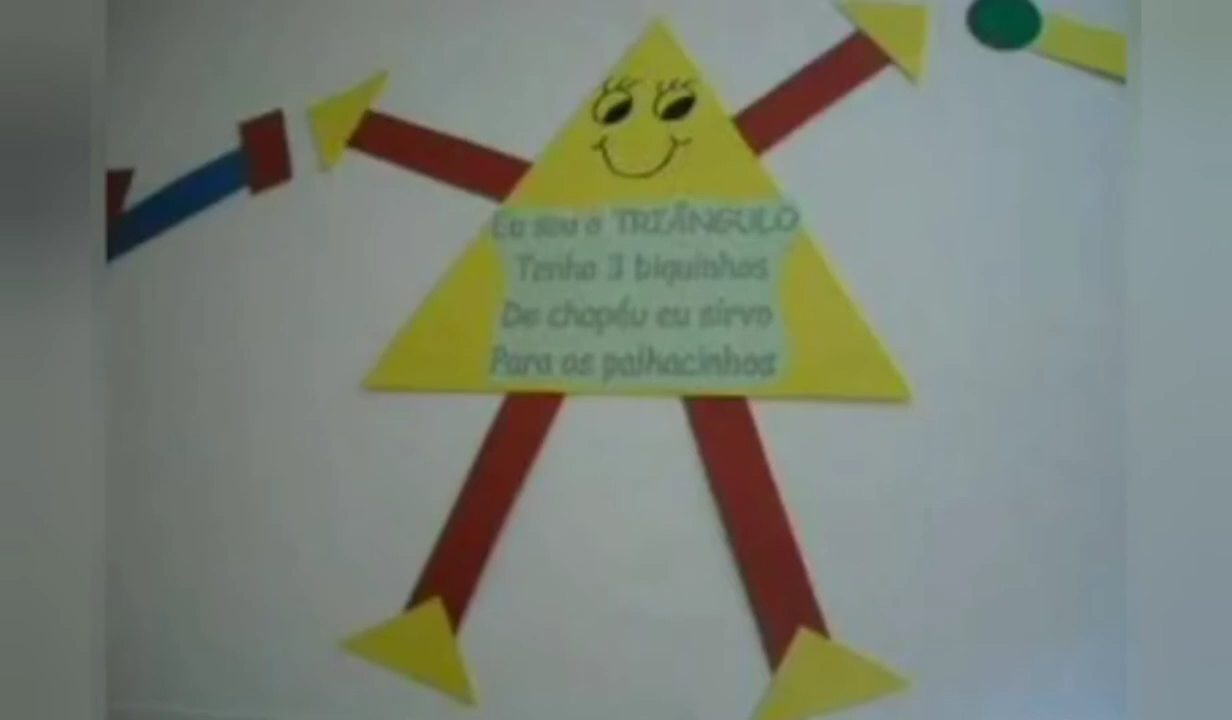 Eu sou o TRIÂNGULO
Tenho 3 biquinhos
De chapéu eu sirvo
Para os palhacinhos